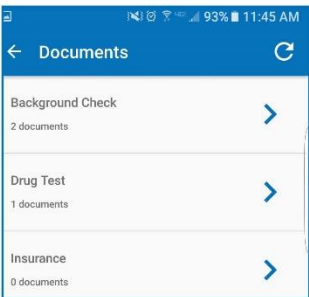 93% 11:45 AM
Documents
Background Check
2 documents
Drug Test
1 documents
Insurance
0 documents